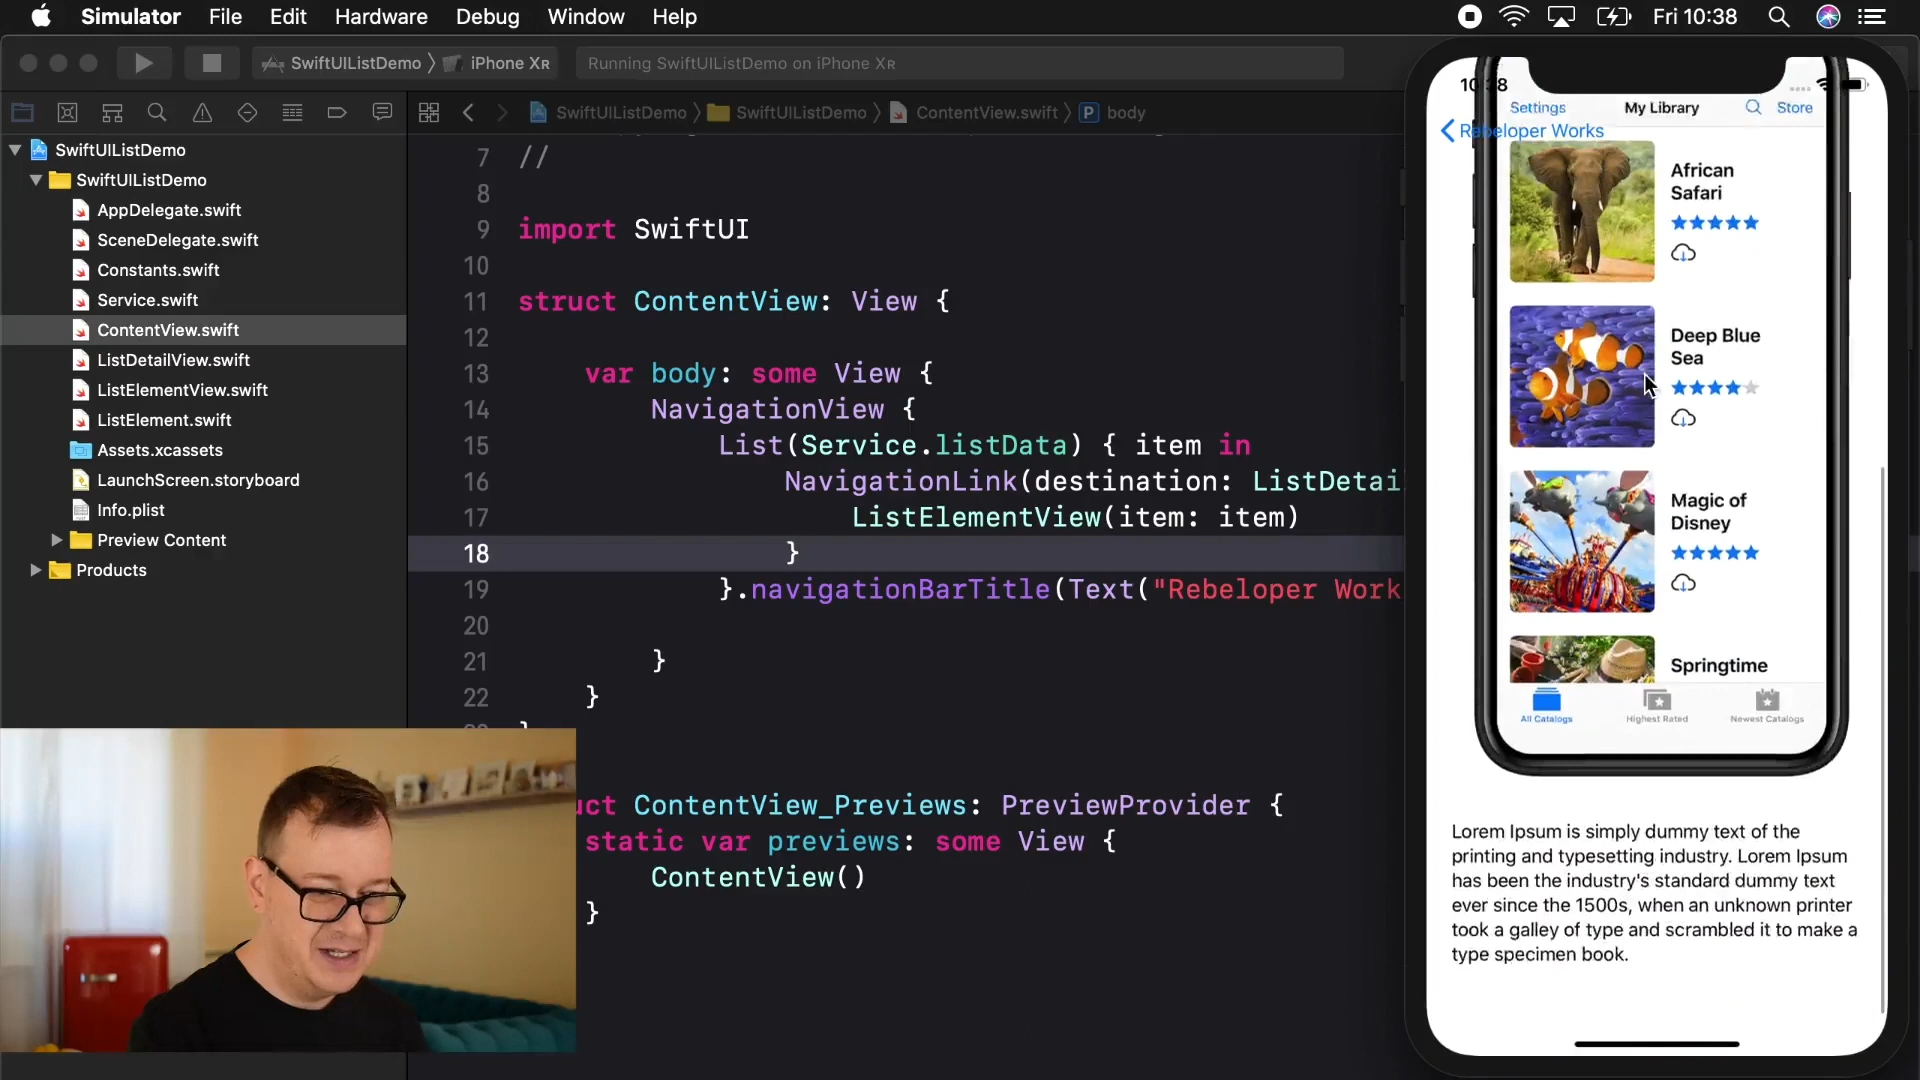 Simulator File Edit Hardware Debug Window Help
Fri 10:38
SwiftUIListDemo iPhone XR
Running SwiftUIListDemo on iPhone XR
SwiftUIListDemo SwiftUIListDemo ContentView.swift P body
SwiftUIListDemo
SwiftUIListDemo
AppDelegate.swift
SceneDelegate.swift
Constants.swift
Service.swift
ContentView.swift
ListDetailView.swift
ListElementView.swift
ListElement.swift
Assets.xcassets
LaunchScreen.storyboard
Info.plist
Preview Content
Products
7 //
8
9 import SwiftUI
10
11 struct ContentView: View {
12
13 var body: some View {
14 NavigationView {
15 List(Service.listData) { item in
16 NavigationLink(destination: ListDetai
17 ListElementView(item: item)
18 }
19 }.navigationBarTitle(Text("Rebeloper Work
20
21 }
22 }
uct ContentView_Previews: PreviewProvider {
static var previews: some View {
ContentView()
}
Settings My Library Store
Rebeloper Works
African
Safari
Deep Blue
Sea
Magic of
Disney
Springtime
All Catalogs Highest Rated Newest Catalogs
Lorem Ipsum is simply dummy text of the
printing and typesetting industry. Lorem Ipsum
has been the industry's standard dummy text
ever since the 1500s, when an unknown printer
took a galley of type and scrambled it to make a
type specimen book.